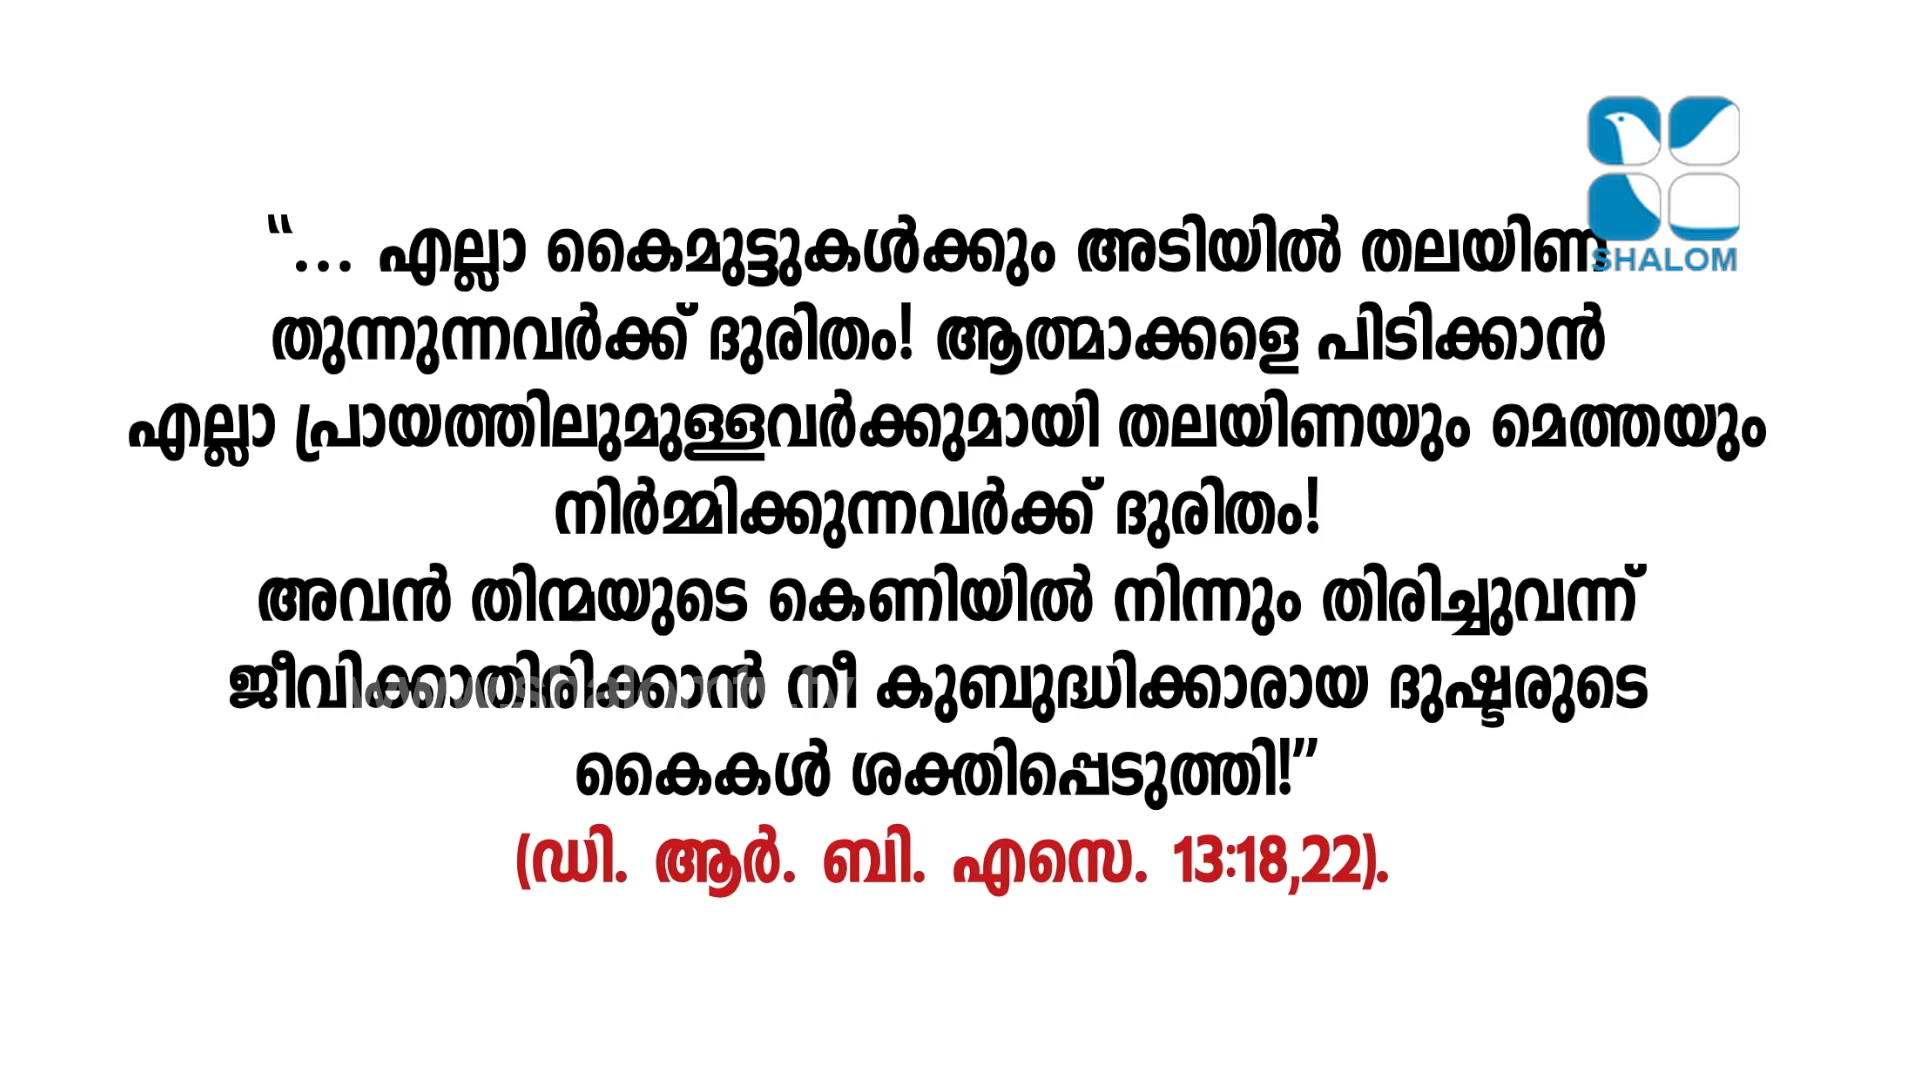 “... എല്ലാ കൈമുട്ടുകൾക്കും അടിയിൽ തലയിണ
SHALOM
തുന്നുന്നവർക്ക് ദുരിതം! ആത്മാക്കളെ പിടിക്കാൻ
എല്ലാ പ്രായത്തിലുമുള്ളവർക്കുമായി തലയിണയും മെത്തയും
നിർമ്മിക്കുന്നവർക്ക് ദുരിതം!
അവൻ തിന്മയുടെ കെണിയിൽ നിന്നും തിരിച്ചുവന്ന്
ജീവിക്കാതിരിക്കാൻ നീ കുബുദ്ധിക്കാരായ ദുഷ്ടരുടെ
കൈകൾ ശക്തിപ്പെടുത്തി!”
(ഡി. ആർ. ബി. എസെ. 13:18,22).